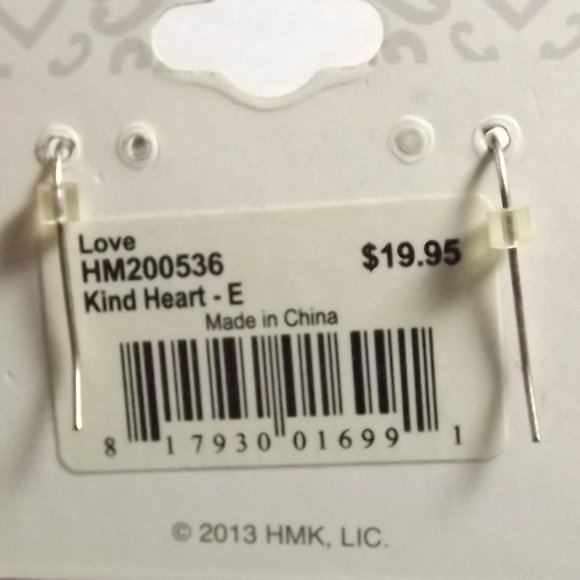 Love
HM200536
$19.95
Kind Heart - E
Made in China
8 17930 01699 1
© 2013 HMK, LIC.